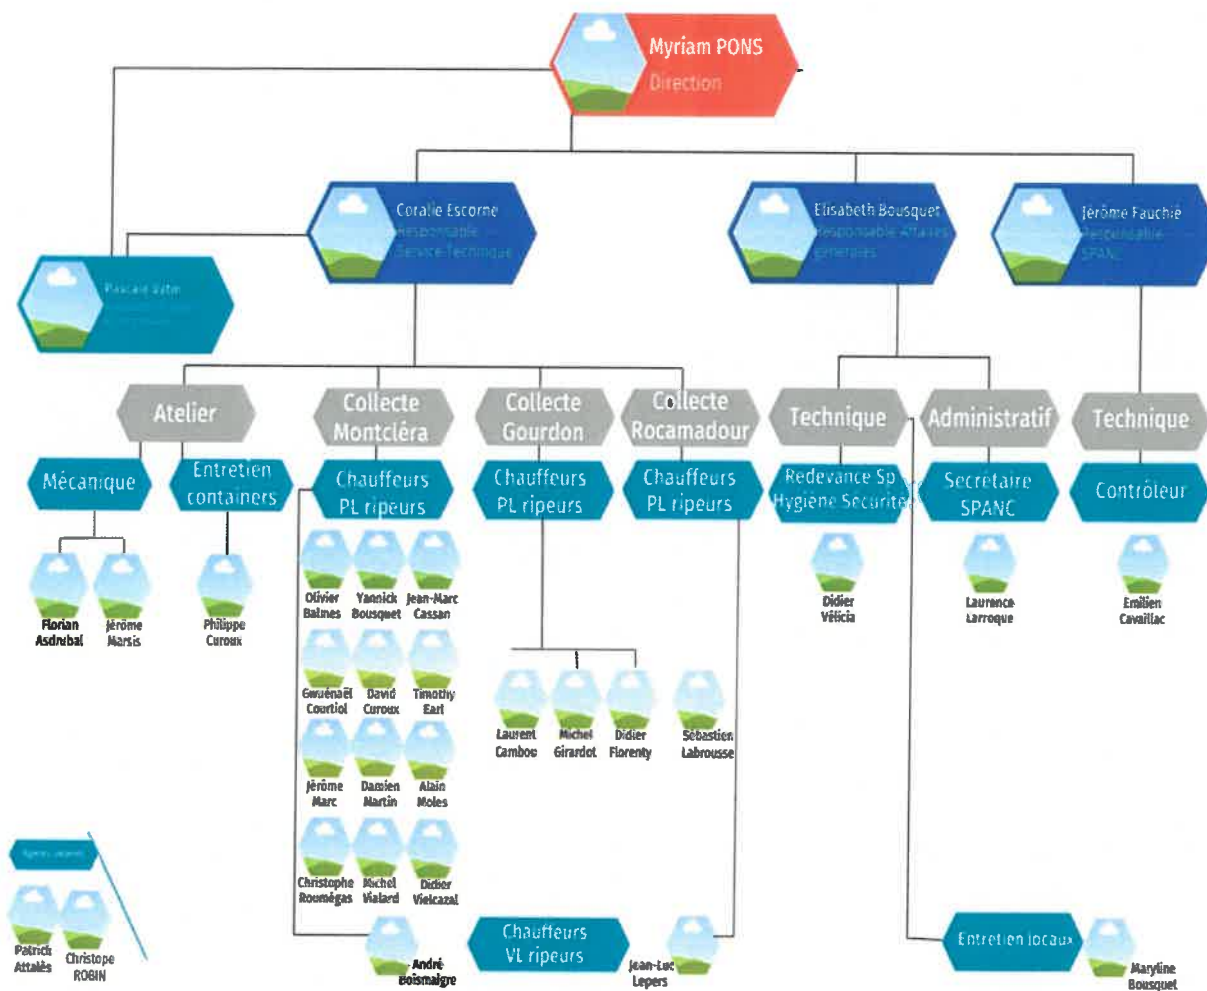 Myriam PONS
Direction
Coralie Escorne
Responsable
Service Technique
Elisabeth Bousquet
Responsable Affaires
générales
Jérôme Fauchié
Responsable
SPANC
Atelier
Collecte
Montcléra
Collecte
Gourdon
Collecte
Rocamadour
Technique
Administratif
Technique
Mécanique
Entretien
containers
Chauffeurs
PL ripeurs
Chauffeurs
PL ripeurs
Chauffeurs
PL ripeurs
Redevance Sp
Hygiène Sécurité
Secrétaire
SPANC
Contrôleur
Florian
Asdrubal
Jérôme
Marsis
Philippe
Curoux
Olivier
Balmes
Yannick
Bousquet
Jean-Marc
Cassan
Didier
Vélicia
Laurence
Larroque
Emilien
Cavaillac
Gwuénaël
Courtiol
David
Curoux
Timothy
Earl
Laurent
Cambou
Michel
Girardot
Didier
Florenty
Sébastien
Labrousse
Jérôme
Marc
Damien
Martin
Alain
Moles
Christophe
Roumégas
Michel
Vialard
Didier
Vielcazal
Patrick
Attalès
Christope
ROBIN
André
Boismaigre
Chauffeurs
VL ripeurs
Jean-Luc
Lepers
Entretien locaux
Maryline
Bousquet